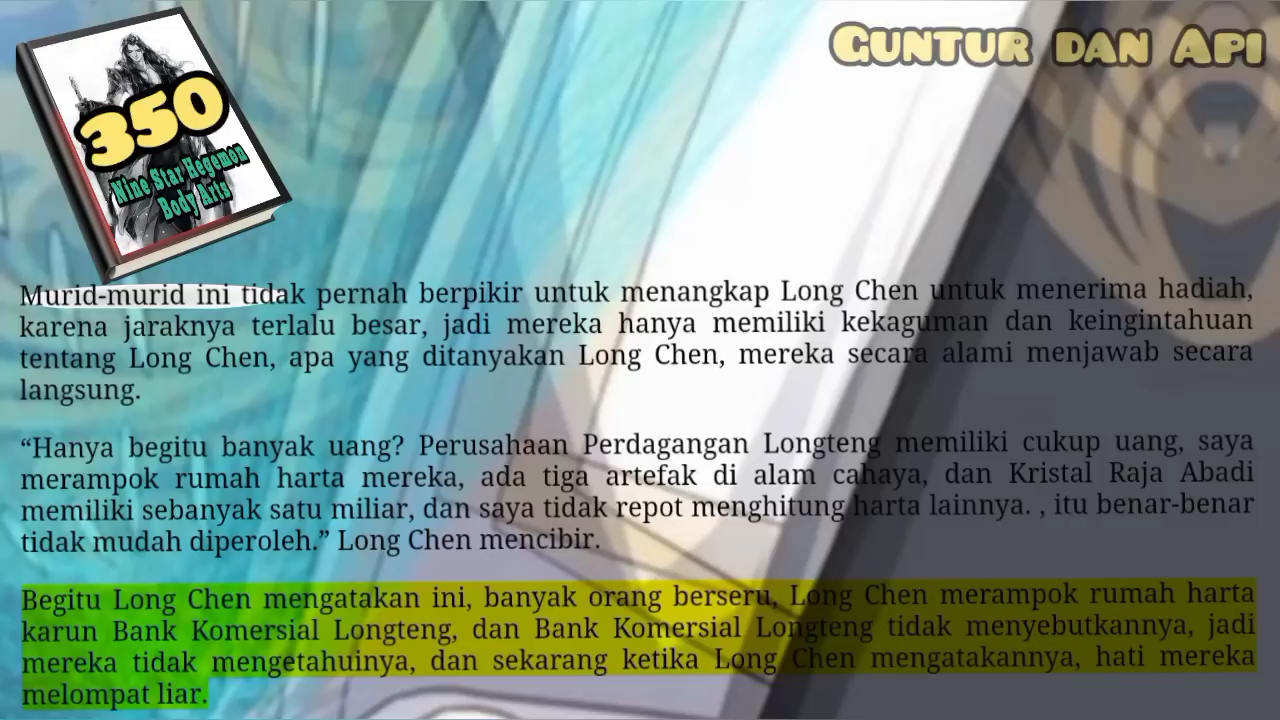 Guntur dan Api
350
Nine Star Hegemon
Body Arts
Murid-murid ini tidak pernah berpikir untuk menangkap Long Chen untuk menerima hadiah,
karena jaraknya terlalu besar, jadi mereka hanya memiliki kekaguman dan keingintahuan
tentang Long Chen, apa yang ditanyakan Long Chen, mereka secara alami menjawab secara
langsung.
“Hanya begitu banyak uang? Perusahaan Perdagangan Longteng memiliki cukup uang, saya
merampok rumah harta mereka, ada tiga artefak di alam cahaya, dan Kristal Raja Abadi
memiliki sebanyak satu miliar, dan saya tidak repot menghitung harta lainnya. , itu benar-benar
tidak mudah diperoleh.” Long Chen mencibir.
Begitu Long Chen mengatakan ini, banyak orang berseru, Long Chen merampok rumah harta
karun Bank Komersial Longteng, dan Bank Komersial Longteng tidak menyebutkannya, jadi
mereka tidak mengetahuinya, dan sekarang ketika Long Chen mengatakannya, hati mereka
melompat liar.